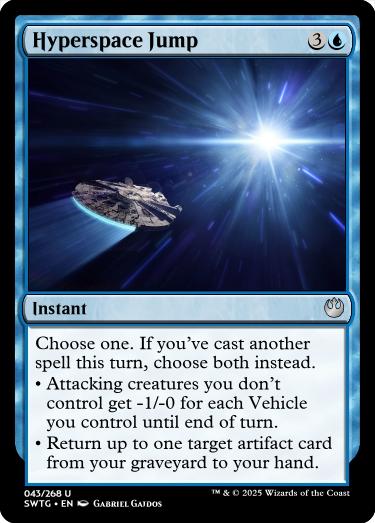 Hyperspace Jump 3
Instant
Choose one. If you've cast another
spell this turn, choose both instead.
• Attacking creatures you don't
control get -1/-0 for each Vehicle
you control until end of turn.
• Return up to one target artifact card
from your graveyard to your hand.
043/268 U
SWTG • EN Gabriel Gajdos
™ & © 2025 Wizards of the Coast